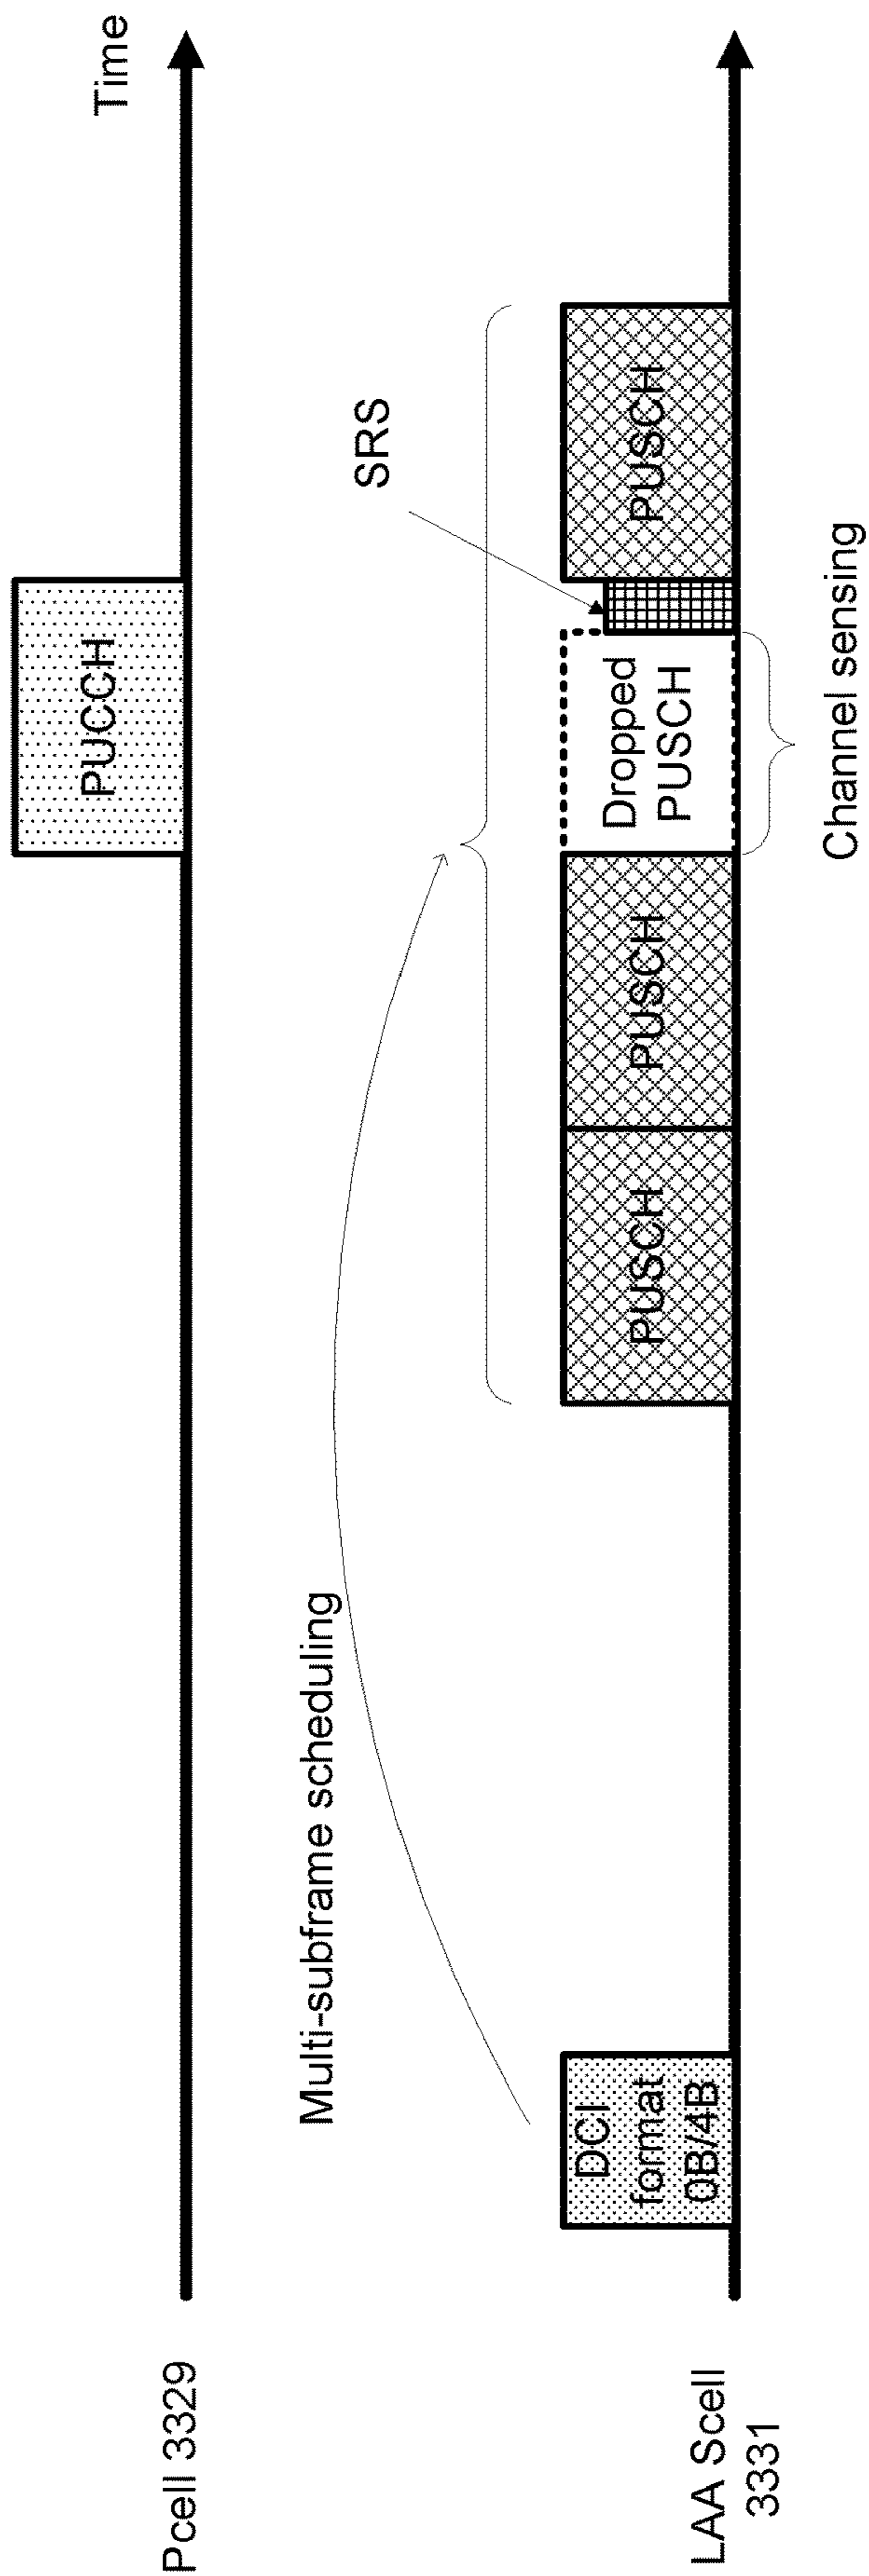 Pcell 3329
PUCCH
Time
Multi-subframe scheduling
SRS
LAA Scell
3331
DCI
format
0B/4B
PUSCH
PUSCH
Dropped
PUSCH
PUSCH
Channel sensing